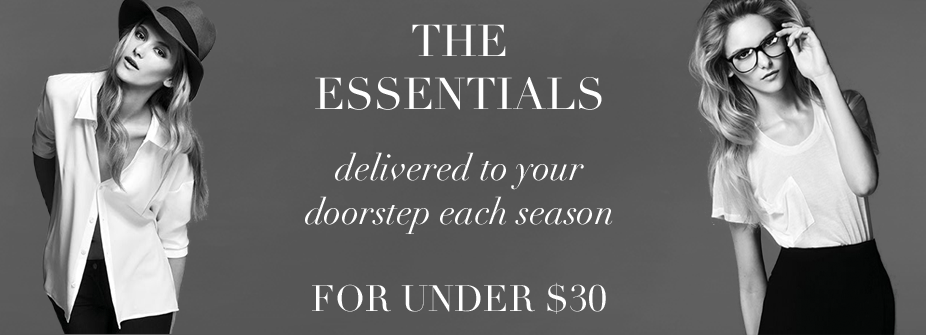 THE
ESSENTIALS
delivered to your
doorstep each season
FOR UNDER $30